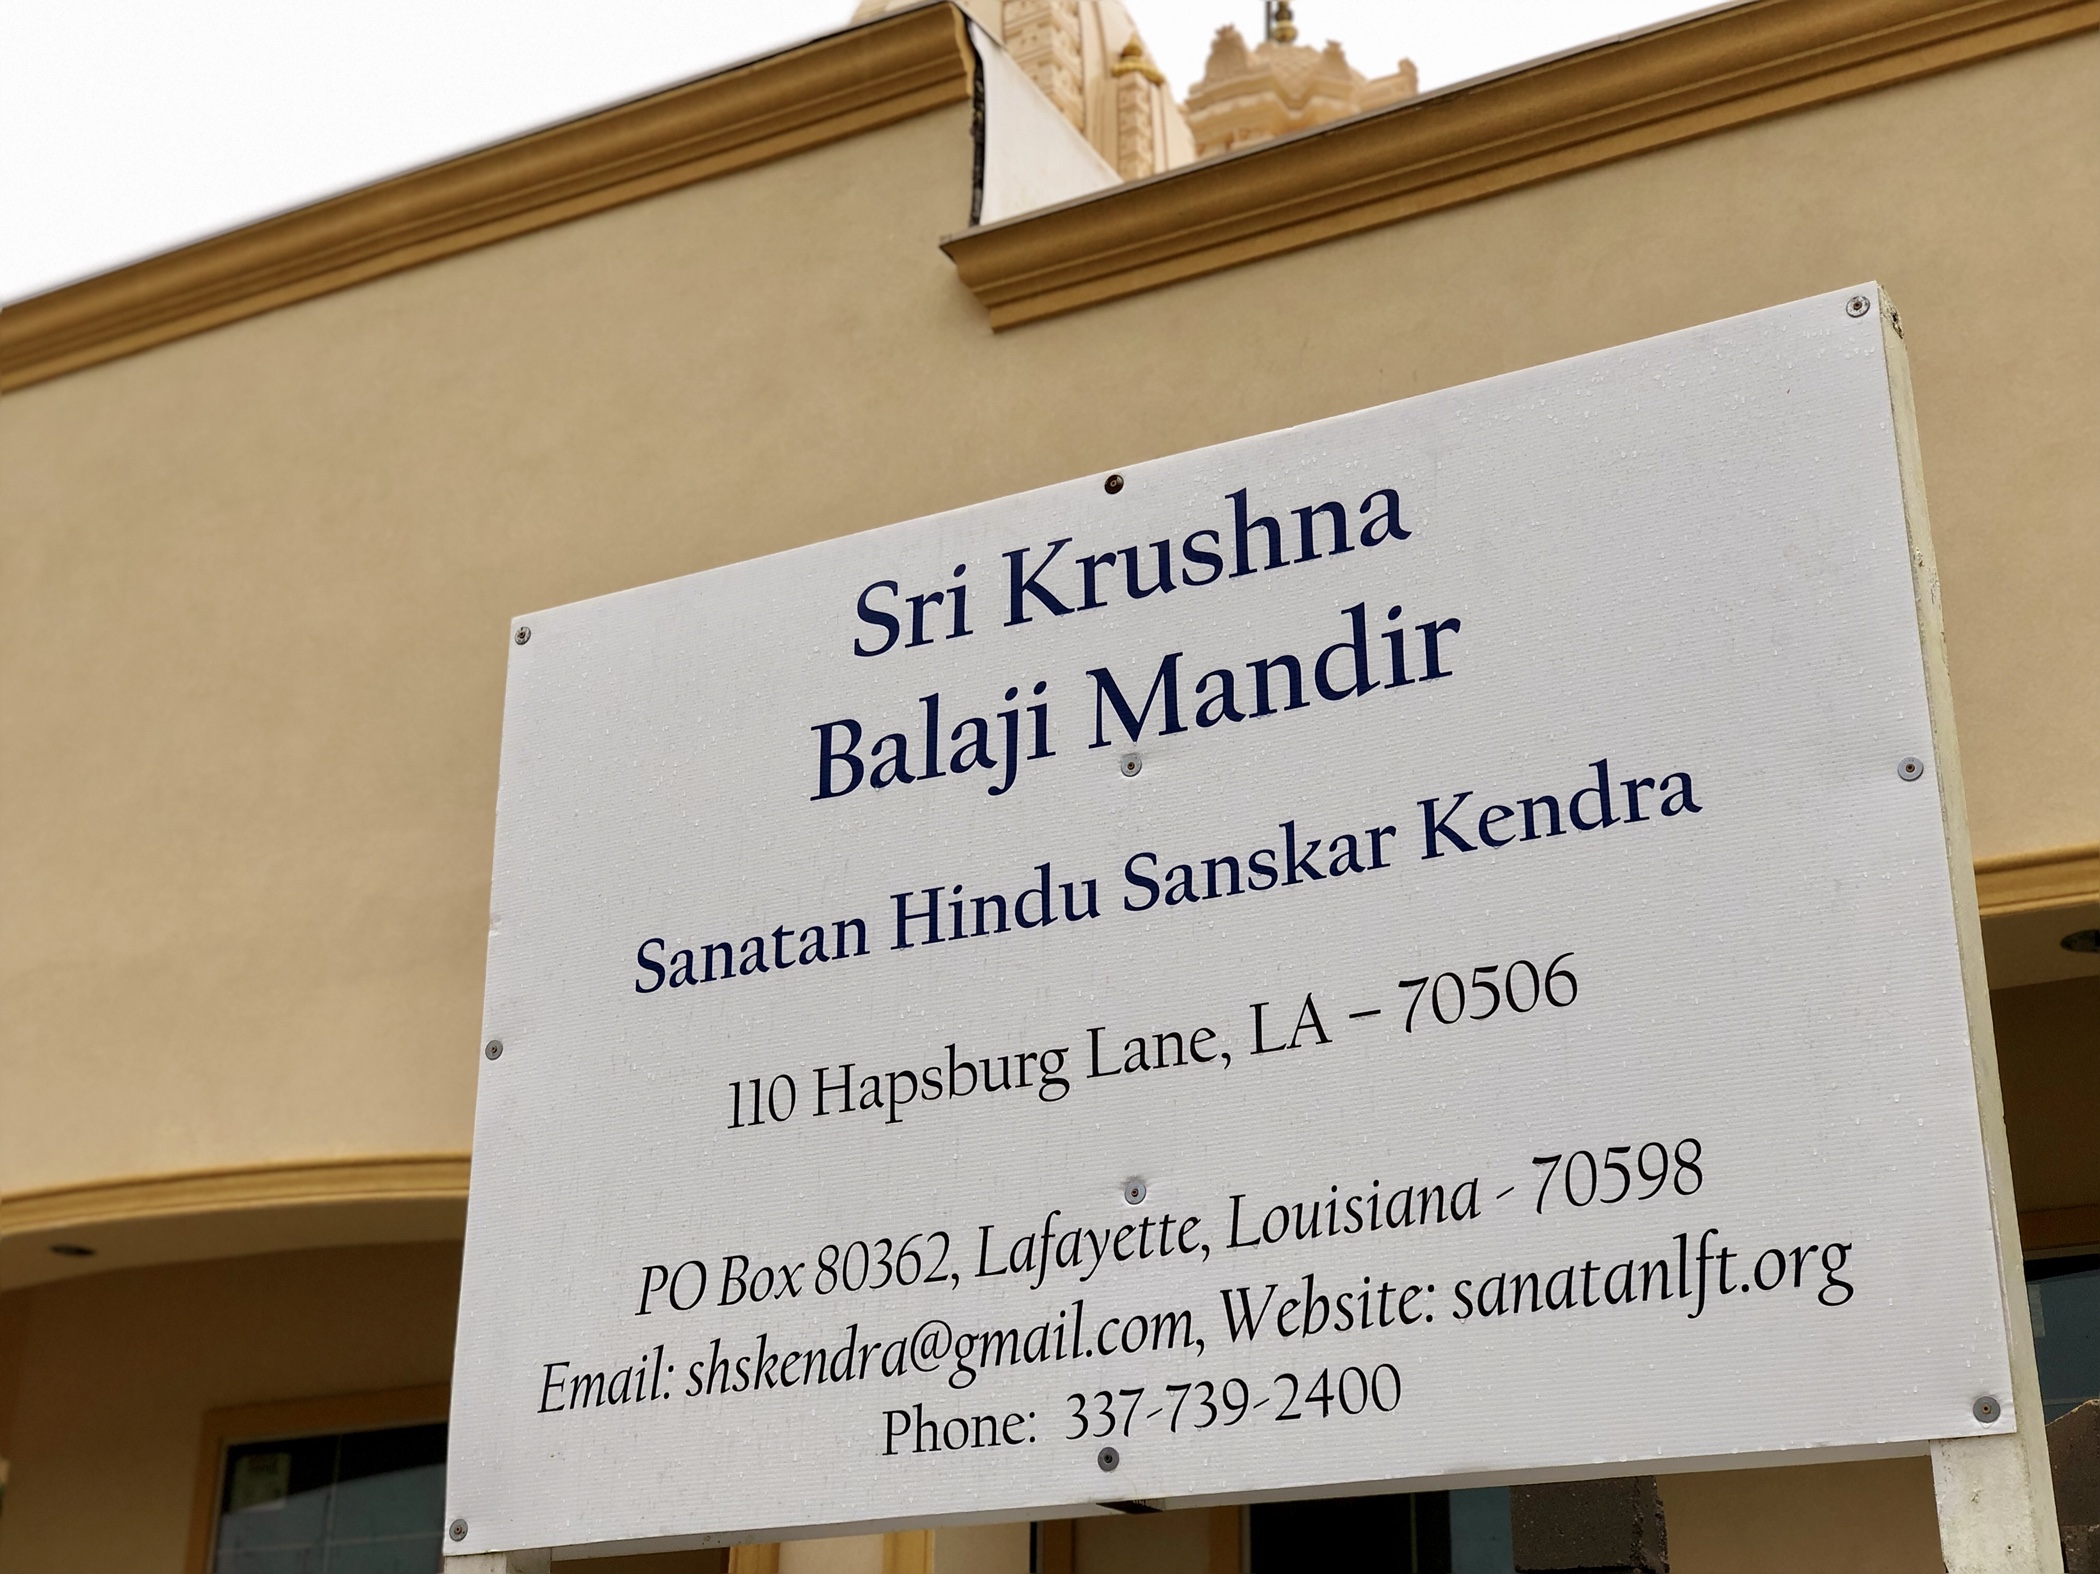 Sri Krushna
Balaji Mandir
Sanatan Hindu Sanskar Kendra
110 Hapsburg Lane, LA – 70506
PO Box 80362, Lafayette, Louisiana - 70598
Email: shskendra@gmail.com, Website: sanatanlft.org
Phone: 337-739-2400